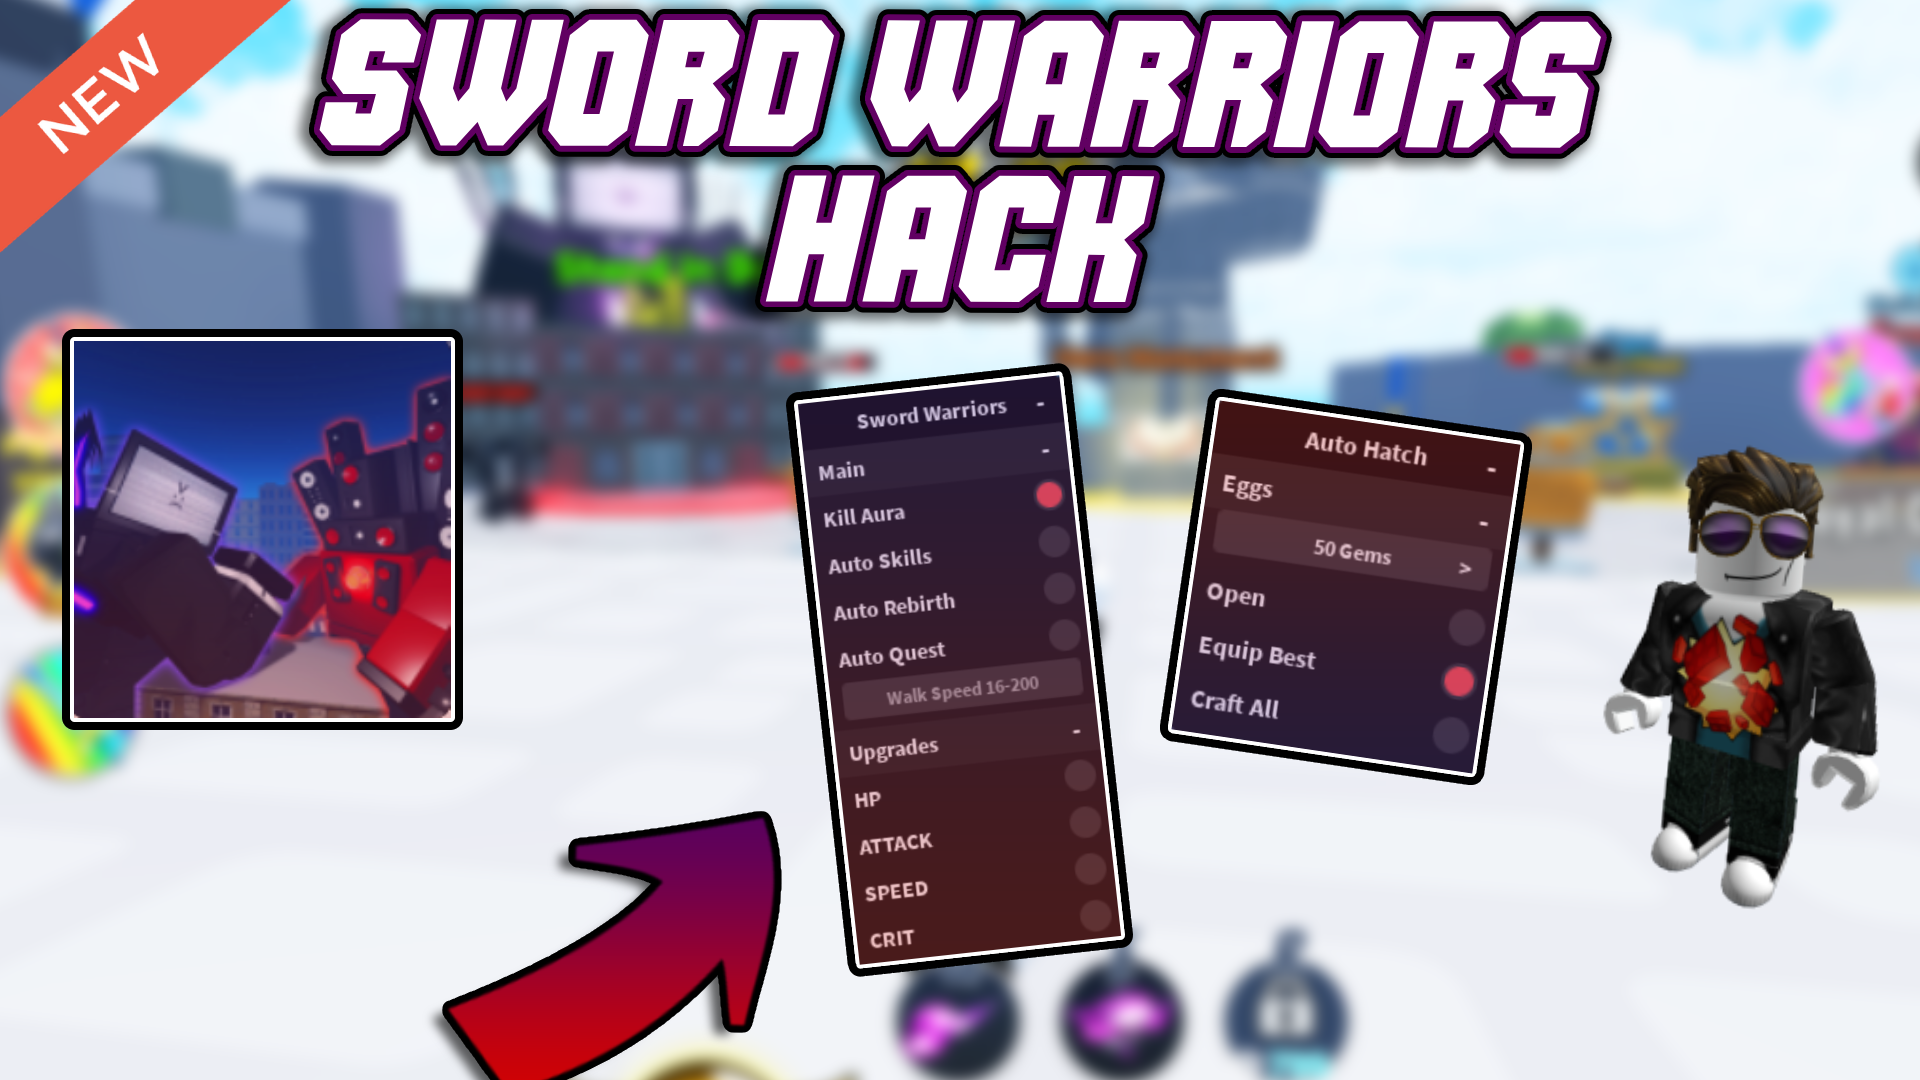 NEW
SWORD WARRIORS
HACK
Sword Warriors -
Main -
Kill Aura
Auto Skills
Auto Rebirth
Auto Quest
Walk Speed 16-200
Upgrades -
HP
ATTACK
SPEED
CRIT
Auto Hatch -
Eggs -
50 Gems >
Open
Equip Best
Craft All